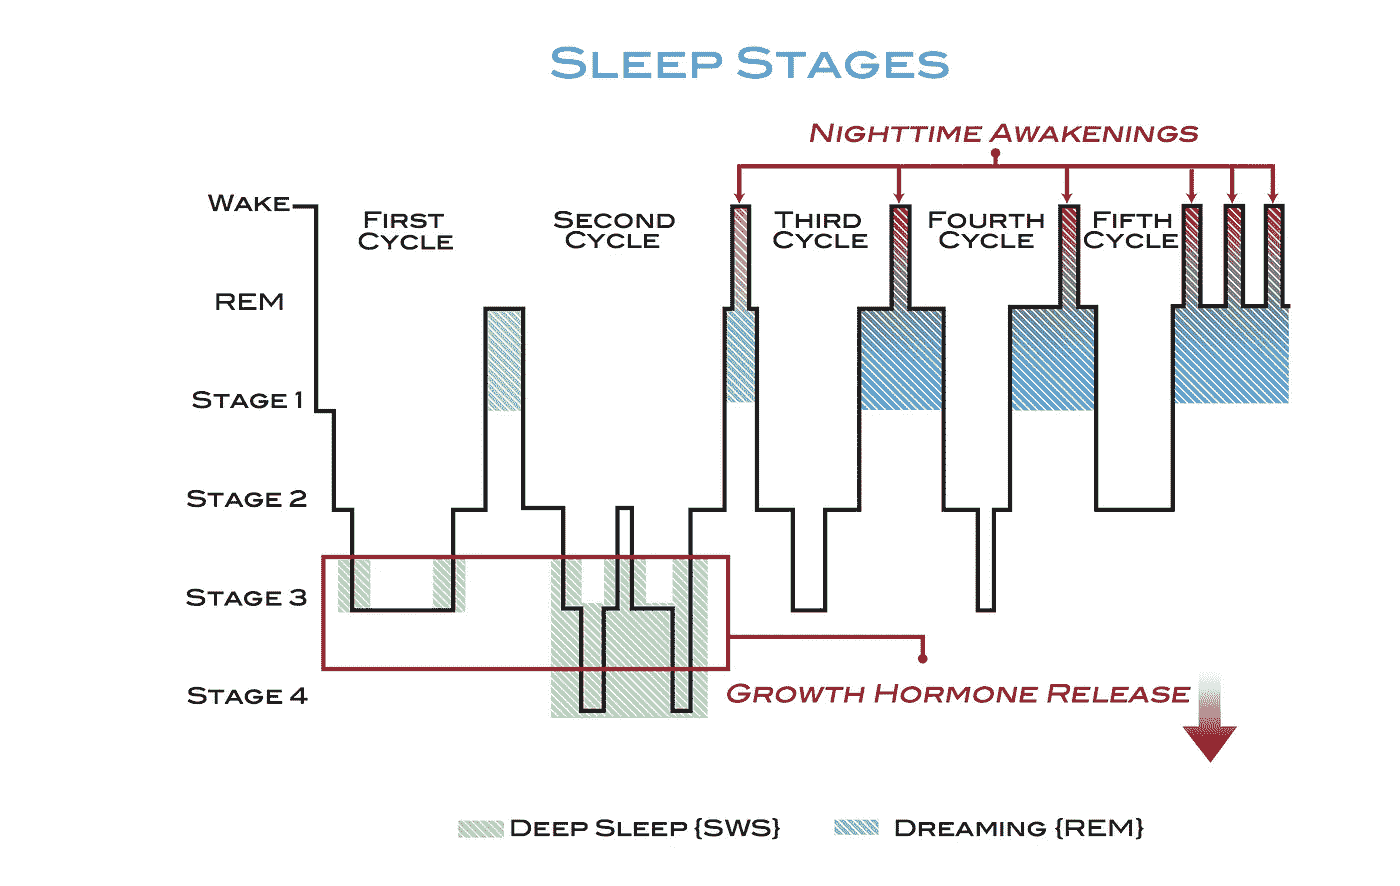 SLEEP STAGES
NIGHTTIME AWAKENINGS
WAKE
FIRST
CYCLE
SECOND
CYCLE
THIRD
CYCLE
FOURTH
CYCLE
FIFTH
CYCLE
REM
STAGE 1
STAGE 2
STAGE 3
STAGE 4
GROWTH HORMONE RELEASE
DEEP SLEEP {SWS}
DREAMING {REM}